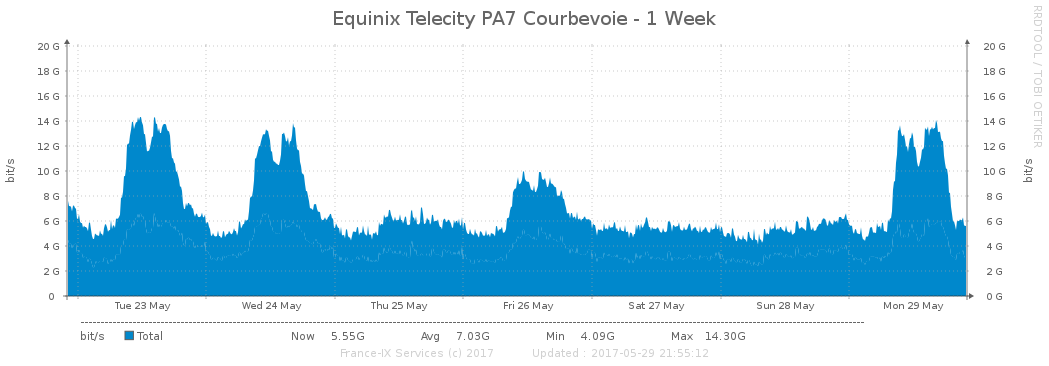 Equinix Telecity PA7 Courbevoie - 1 Week
RRDTOOL / TOBI OETIKER
bit/s
20 G 20 G
18 G 18 G
16 G 16 G
14 G 14 G
12 G 12 G
10 G 10 G
8 G 8 G
6 G 6 G
4 G 4 G
2 G 2 G
0 0 G
bit/s
Tue 23 May Wed 24 May Thu 25 May Fri 26 May Sat 27 May Sun 28 May Mon 29 May
bit/s Total Now 5.55G Avg 7.03G Min 4.09G Max 14.30G
France-IX Services (c) 2017 Updated : 2017-05-29 21:55:12